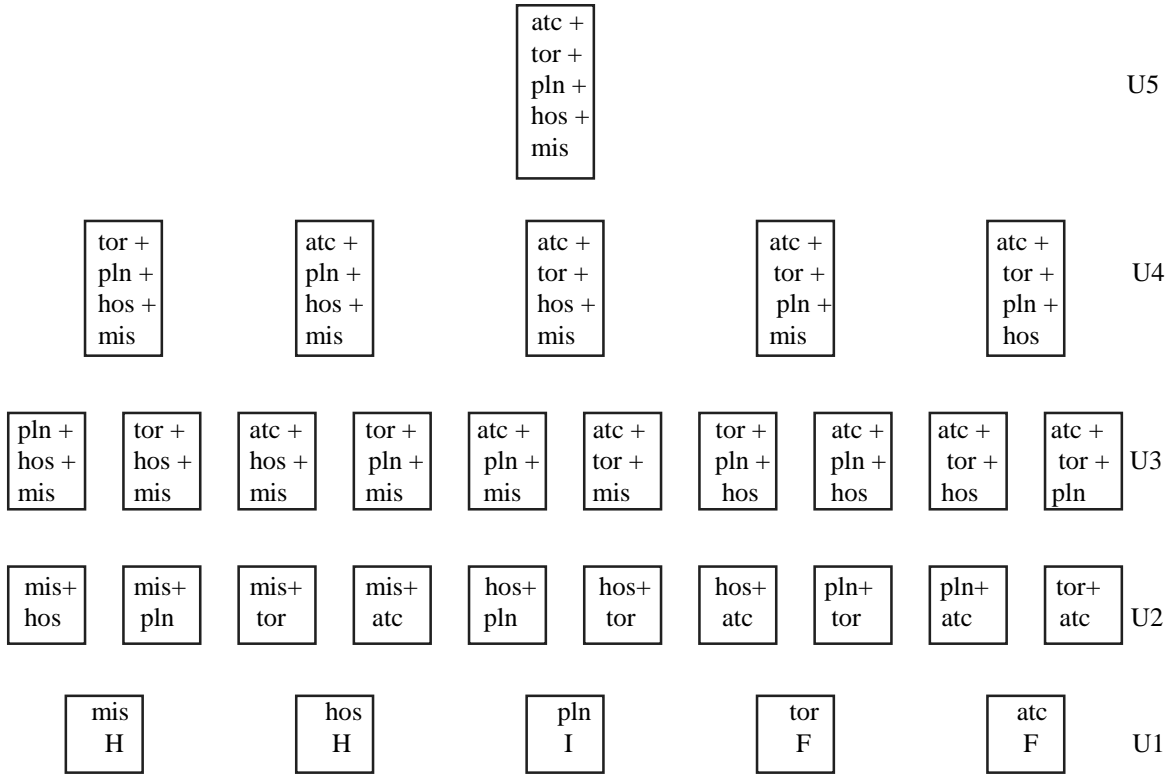 atc +
tor +
pln +
hos +
mis
U5
tor +
pln +
hos +
mis
atc +
pln +
hos +
mis
atc +
tor +
hos +
mis
atc +
tor +
pln +
mis
atc +
tor +
pln +
hos
U4
pln +
hos +
mis
tor +
hos +
mis
atc +
hos +
mis
tor +
pln +
mis
atc +
pln +
mis
atc +
tor +
mis
tor +
pln +
hos
atc +
pln +
hos
atc +
tor +
hos
atc +
tor +
pln
U3
mis+
hos
mis+
pln
mis+
tor
mis+
atc
hos+
pln
hos+
tor
hos+
atc
pln+
tor
pln+
atc
tor+
atc
U2
mis
H
hos
H
pln
I
tor
F
atc
F
U1